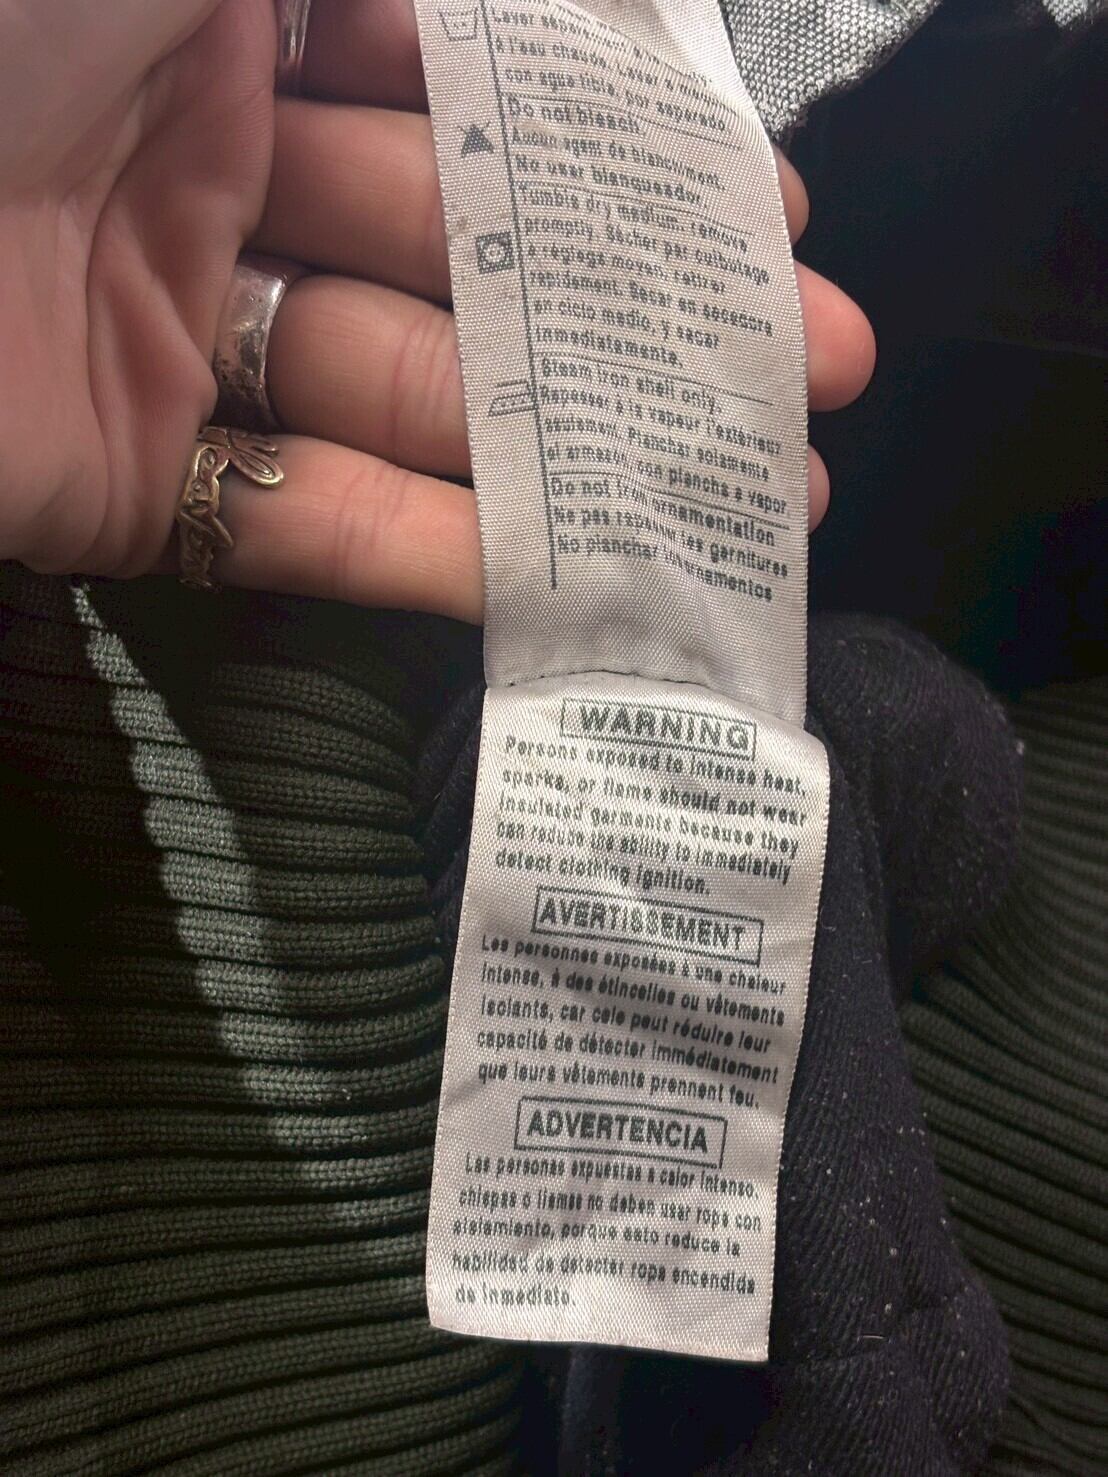 Laver séparément à la
à l'eau chaude. Lavar a
con agua tibia, por separado.
Do not bleach.
Aucun agent de blanchiment.
No usar blanqueador.
Tumble dry medium, remove
promptly. Sécher par culbutage
à réglage moyen, retirer
rapidement. Secar en secadora
en ciclo medio, y sacar
inmediatamente.
Steam iron shell only.
Repasser à la vapeur l'extérieur
seulement. Planchar solamente
el armazón, con plancha a vapor
Do not iron ornamentation
Ne pas repasser les garnitures
No planchar ornamentos
WARNING
Persons exposed to intense heat,
sparks, or flame should not wear
insulated garments because they
can reduce the ability to immediately
detect clothing ignition.
AVERTISSEMENT
Les personnes exposées à une chaleur
intense, à des étincelles ou vêtements
isolants, car cele peut réduire leur
capacité de détecter immédiatement
que leurs vêtements prennent feu.
ADVERTENCIA
Las personas expuestas a calor intenso,
chispas o llamas no deben usar ropa con
aislamiento, porque esto reduce la
habilidad de detectar ropa encendida
de inmediato.